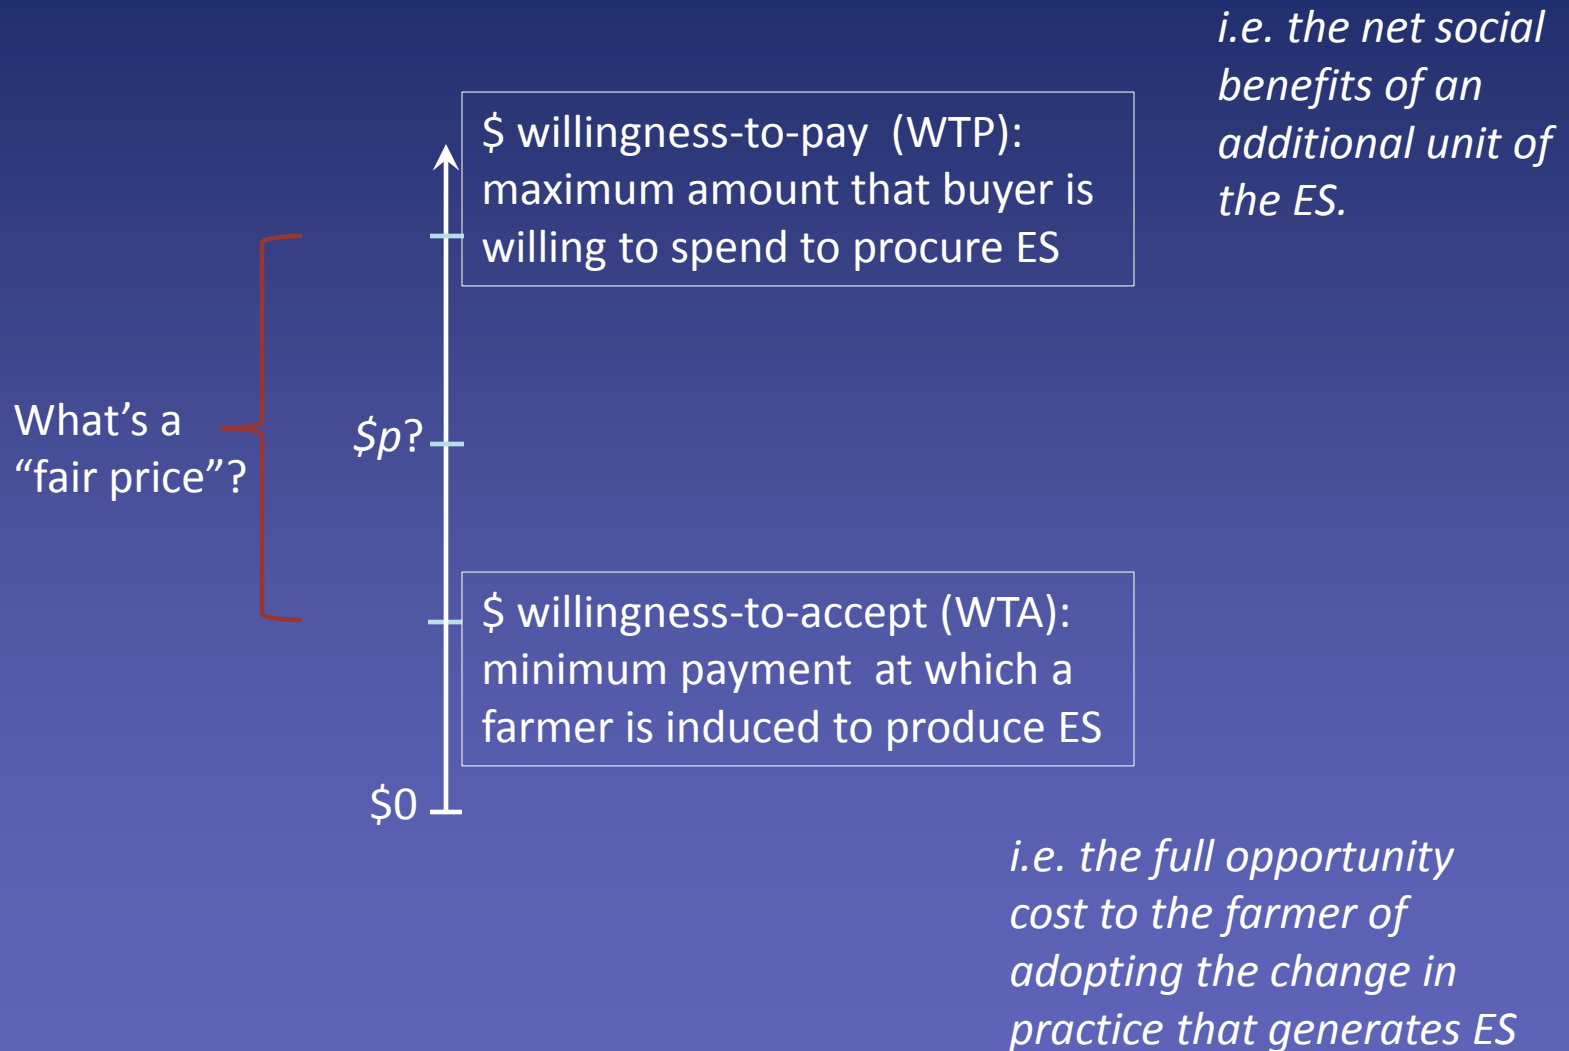 i.e. the net social
benefits of an
additional unit of
the ES.
$ willingness-to-pay  (WTP):
maximum amount that buyer is
willing to spend to procure ES
What’s a
“fair price”?
$p?
$ willingness-to-accept (WTA):
minimum payment  at which a
farmer is induced to produce ES
$0
i.e. the full opportunity
cost to the farmer of
adopting the change in
practice that generates ES